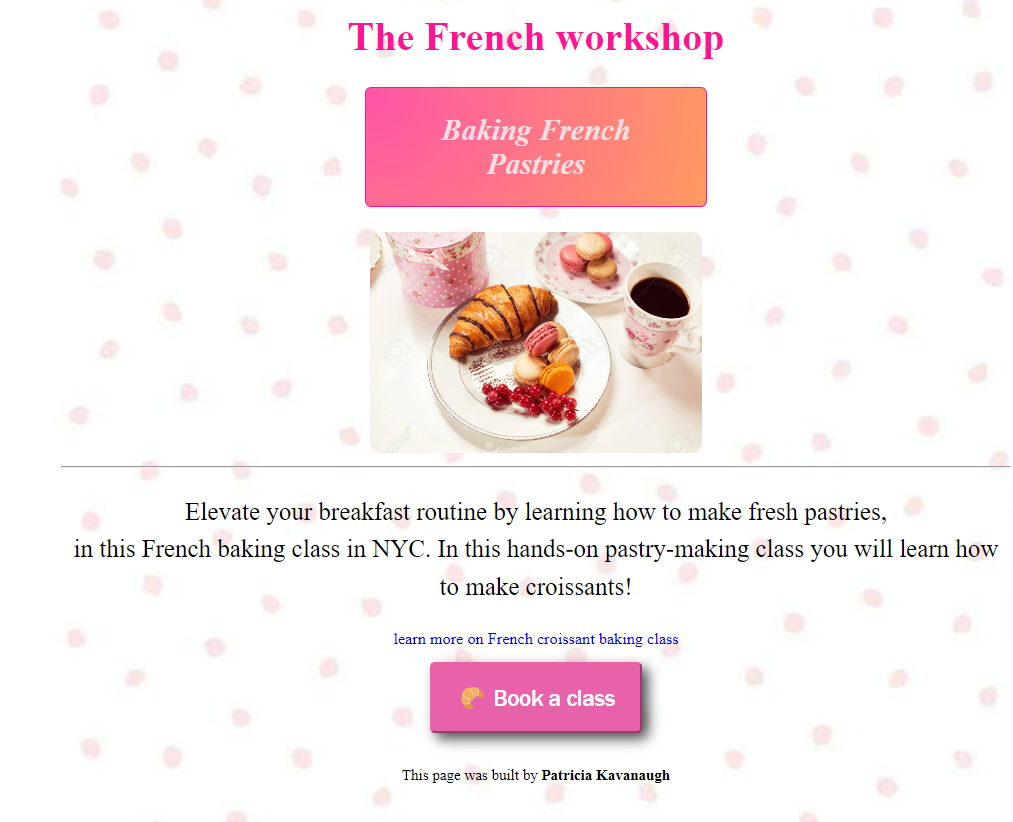 The French workshop
Baking French
Pastries
Elevate your breakfast routine by learning how to make fresh pastries,
in this French baking class in NYC. In this hands-on pastry-making class you will learn how
to make croissants!
learn more on French croissant baking class
🥐 Book a class
This page was built by Patricia Kavanaugh